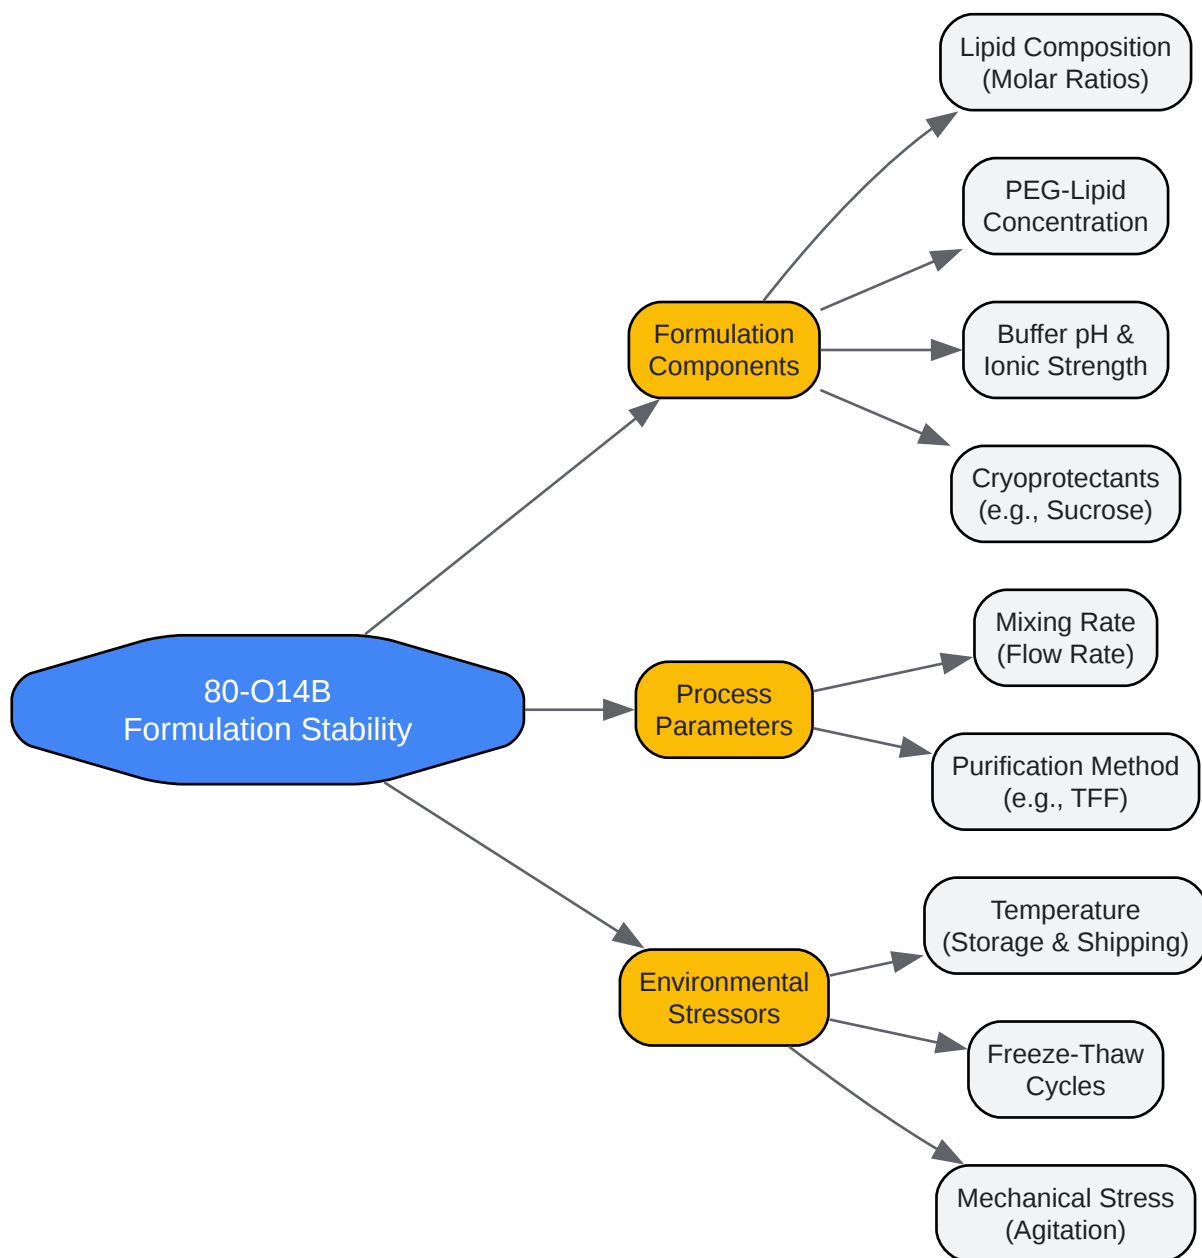 Lipid Composition
(Molar Ratios)
PEG-Lipid
Concentration
Formulation
Components
Buffer pH &
Ionic Strength
Cryoprotectants
(e.g., Sucrose)
Mixing Rate
(Flow Rate)
80-O14B
Formulation Stability
Process
Parameters
Purification Method
(e.g., TFF)
Temperature
(Storage & Shipping)
Environmental
Stressors
Freeze-Thaw
Cycles
Mechanical Stress
(Agitation)